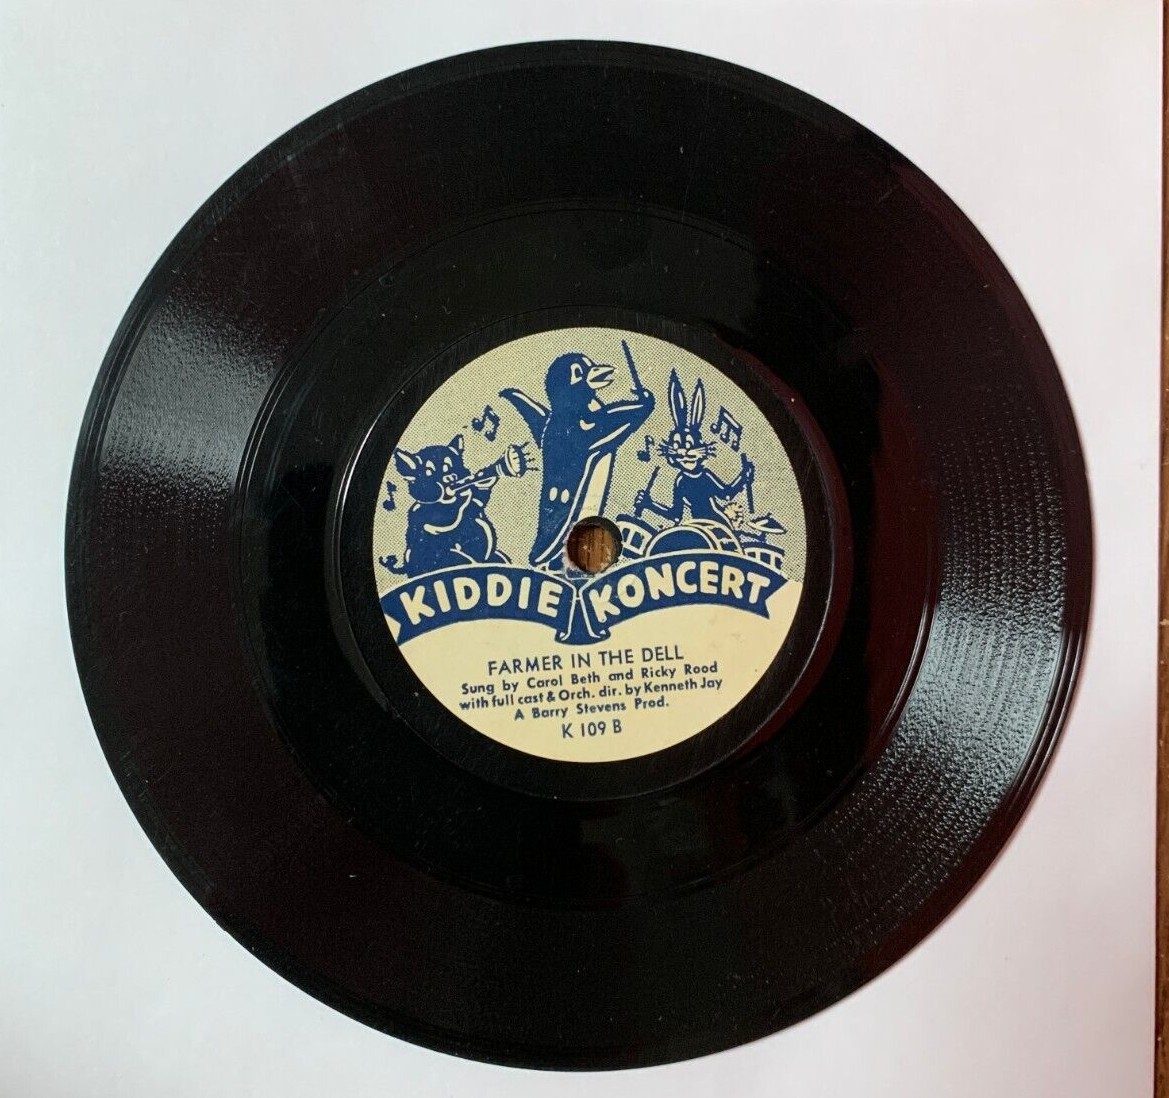 KIDDIE KONCERT
FARMER IN THE DELL
Sung by Carol Beth and Ricky Rood
with full cast & Orch. dir. by Kenneth Jay
A Barry Stevens Prod.
K 109 B